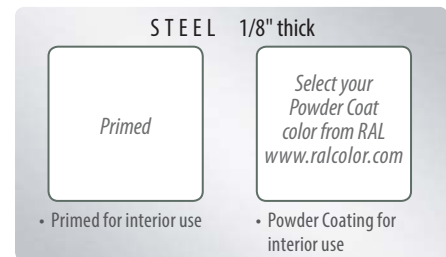 STEEL 1/8" thick
Primed
Select your
Powder Coat
color from RAL
www.ralcolor.com
• Primed for interior use
• Powder Coating for
interior use